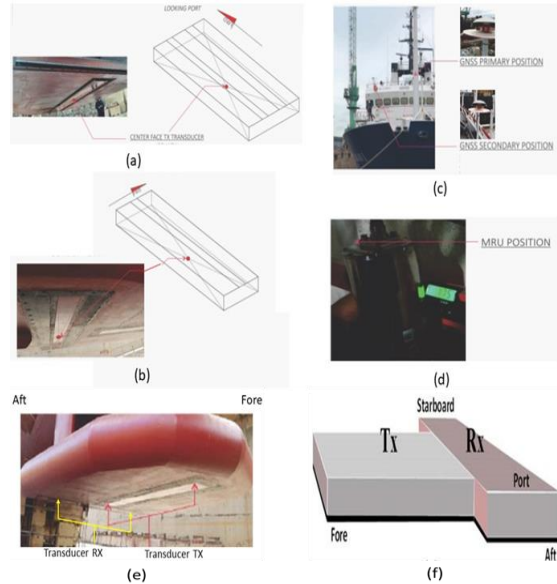 LOOKING PORT
CENTER FACE TX TRANSDUCER
(a)
GNSS PRIMARY POSITION
GNSS SECONDARY POSITION
(c)
(b)
MRU POSITION
(d)
Aft
Fore
Transducer RX
Transducer TX
(e)
Starboard
Tx
Rx
Port
Fore
Aft
(f)